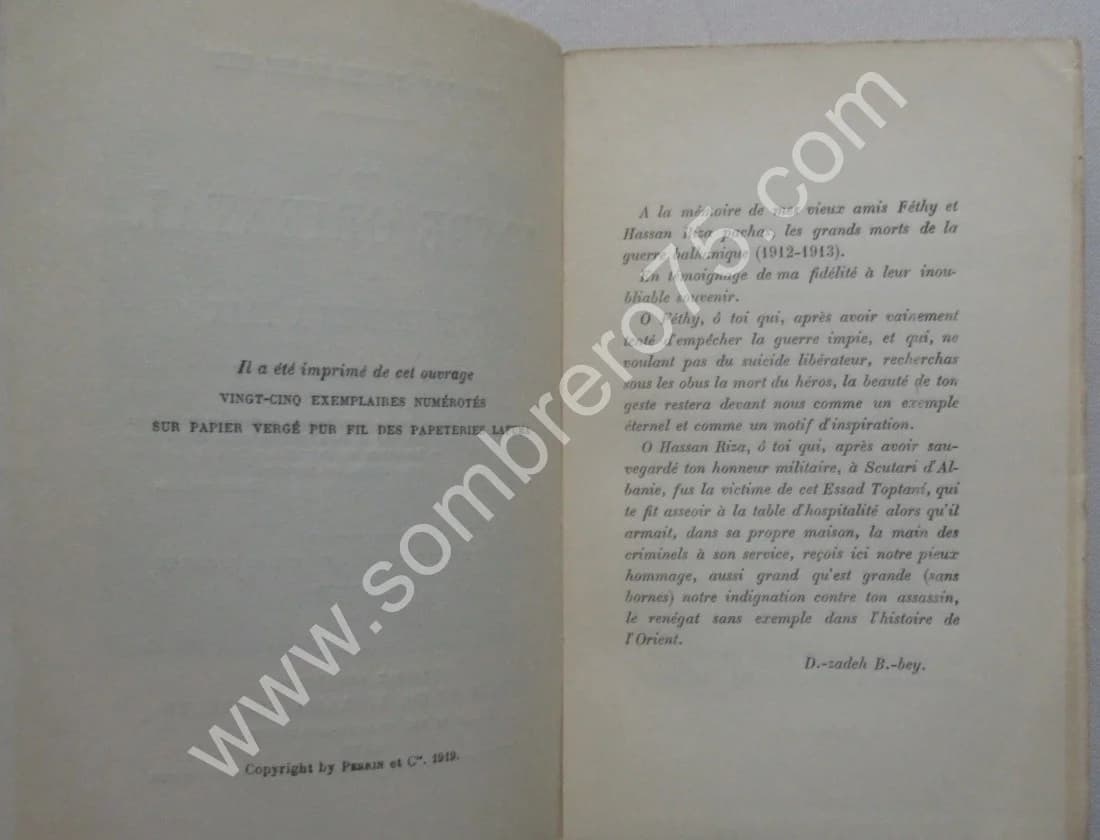 Il a été imprimé de cet ouvrage
VINGT-CINQ EXEMPLAIRES NUMÉROTÉS
SUR PAPIER VERGÉ PUR FIL DES PAPETERIES
Copyright by PERRIN et Cie. 1919.
A la mémoire de mes vieux amis Féthy et
Hassan Riza pachas, les grands morts de la
guerre balkanique (1912-1913).
En témoignage de ma fidélité à leur inou-
bliable souvenir.
O Féthy, ô toi qui, après avoir vainement
tenté d'empêcher la guerre impie, et qui, ne
voulant pas du suicide libérateur, recherchas
sous les obus la mort du héros, la beauté de ton
geste restera devant nous comme un exemple
éternel et comme un motif d'inspiration.
O Hassan Riza, ô toi qui, après avoir sau-
vegardé ton honneur militaire, à Scutari d'Al-
banie, fus la victime de cet Essad Toptani, qui
te fit asseoir à la table d'hospitalité alors qu'il
armait, dans sa propre maison, la main des
criminels à son service, reçois ici notre pieux
hommage, aussi grand qu'est grande (sans
bornes) notre indignation contre ton assassin,
le renégat sans exemple dans l'histoire de
l'Orient.
D.-zadeh B.-bey.
www.sombrero75.com